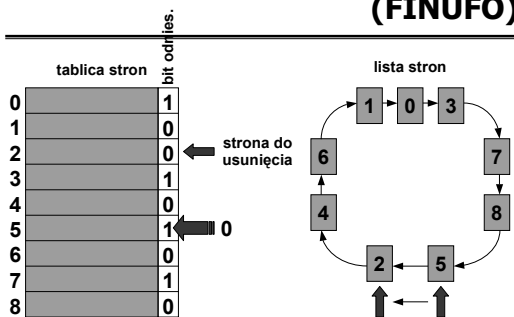 (FINUFO)
tablica stron
bit odnies.
lista stron
0 1
1 0
2 0
3 1
4 0
5 1
6 0
7 1
8 0
strona do
usunięcia
0
1 0 3
6 7
4 8
2 5